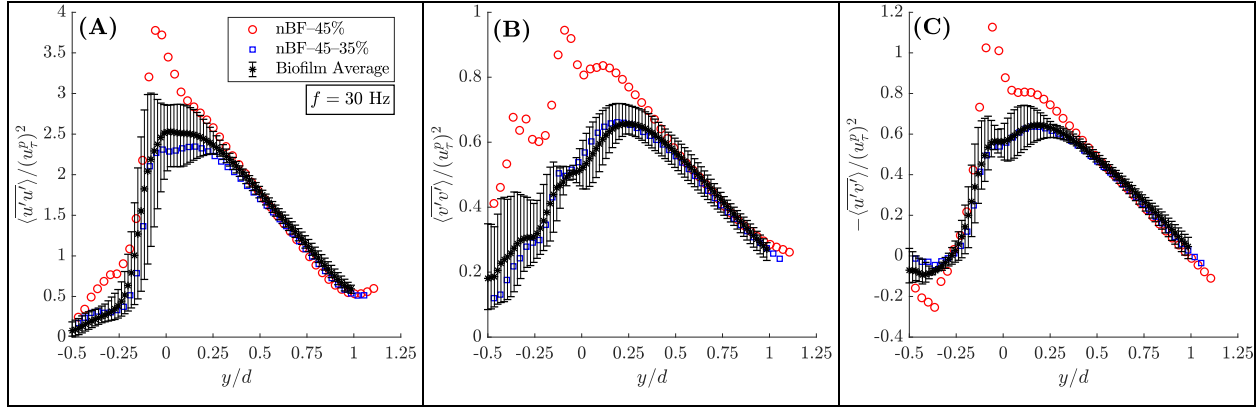 (A)
nBF–45%
nBF–45–35%
Biofilm Average
f = 30 Hz
4
3.5
3
2.5
2
1.5
1
0.5
0
-0.5 -0.25 0 0.25 0.5 0.75 1 1.25
y/d
⟨u′u′⟩/(uτᵖ)²
(B)
1
0.8
0.6
0.4
0.2
0
-0.5 -0.25 0 0.25 0.5 0.75 1 1.25
y/d
⟨v′v′⟩/(uτᵖ)²
(C)
1.2
1
0.8
0.6
0.4
0.2
0
-0.2
-0.4
-0.5 -0.25 0 0.25 0.5 0.75 1 1.25
y/d
−⟨u′v′⟩/(uτᵖ)²